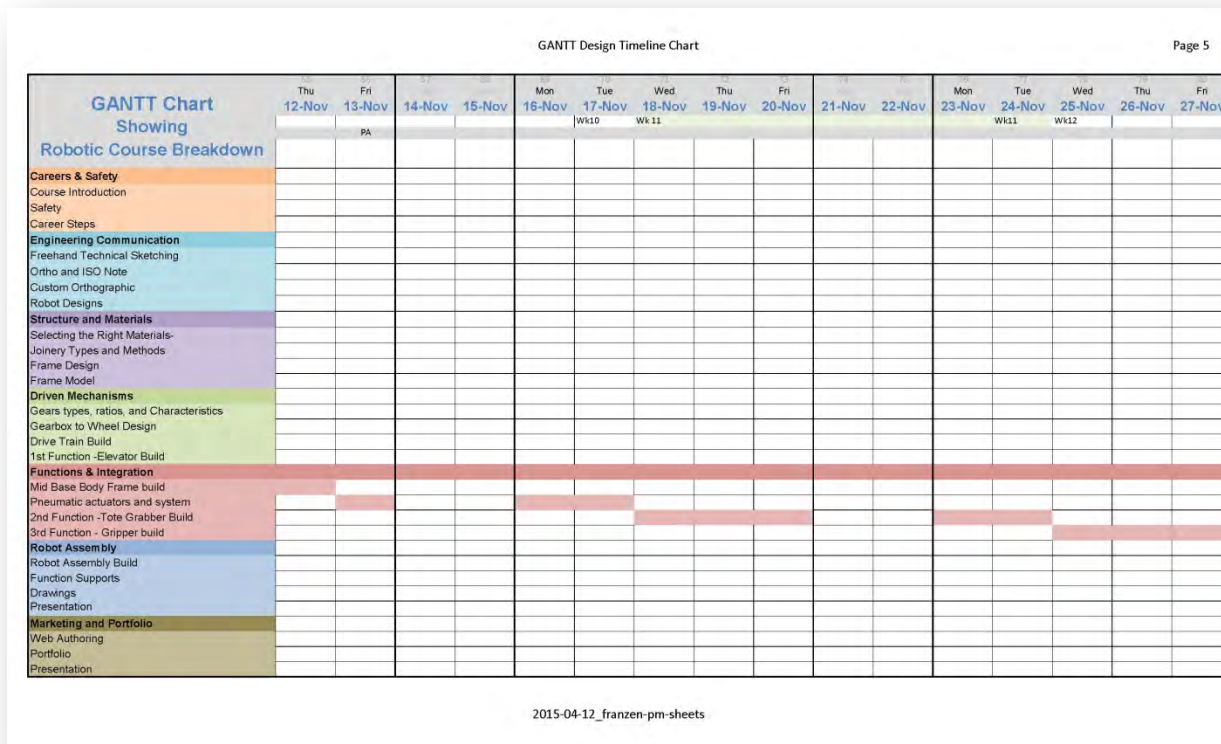 GANTT Design Timeline Chart
Page 5
GANTT Chart
Showing
Robotic Course Breakdown
Thu Fri Mon Tue Wed Thu Fri Mon Tue Wed Thu Fri
12-Nov 13-Nov 14-Nov 15-Nov 16-Nov 17-Nov 18-Nov 19-Nov 20-Nov 21-Nov 22-Nov 23-Nov 24-Nov 25-Nov 26-Nov 27-Nov
Wk10 Wk 11 Wk11 Wk12
PA
Careers & Safety
Course Introduction
Safety
Career Steps
Engineering Communication
Freehand Technical Sketching
Ortho and ISO Note
Custom Orthographic
Robot Designs
Structure and Materials
Selecting the Right Materials-
Joinery Types and Methods
Frame Design
Frame Model
Driven Mechanisms
Gears types, ratios, and Characteristics
Gearbox to Wheel Design
Drive Train Build
1st Function -Elevator Build
Functions & Integration
Mid Base Body Frame build
Pneumatic actuators and system
2nd Function -Tote Grabber Build
3rd Function - Gripper build
Robot Assembly
Robot Assembly Build
Function Supports
Drawings
Presentation
Marketing and Portfolio
Web Authoring
Portfolio
Presentation
2015-04-12_franzen-pm-sheets